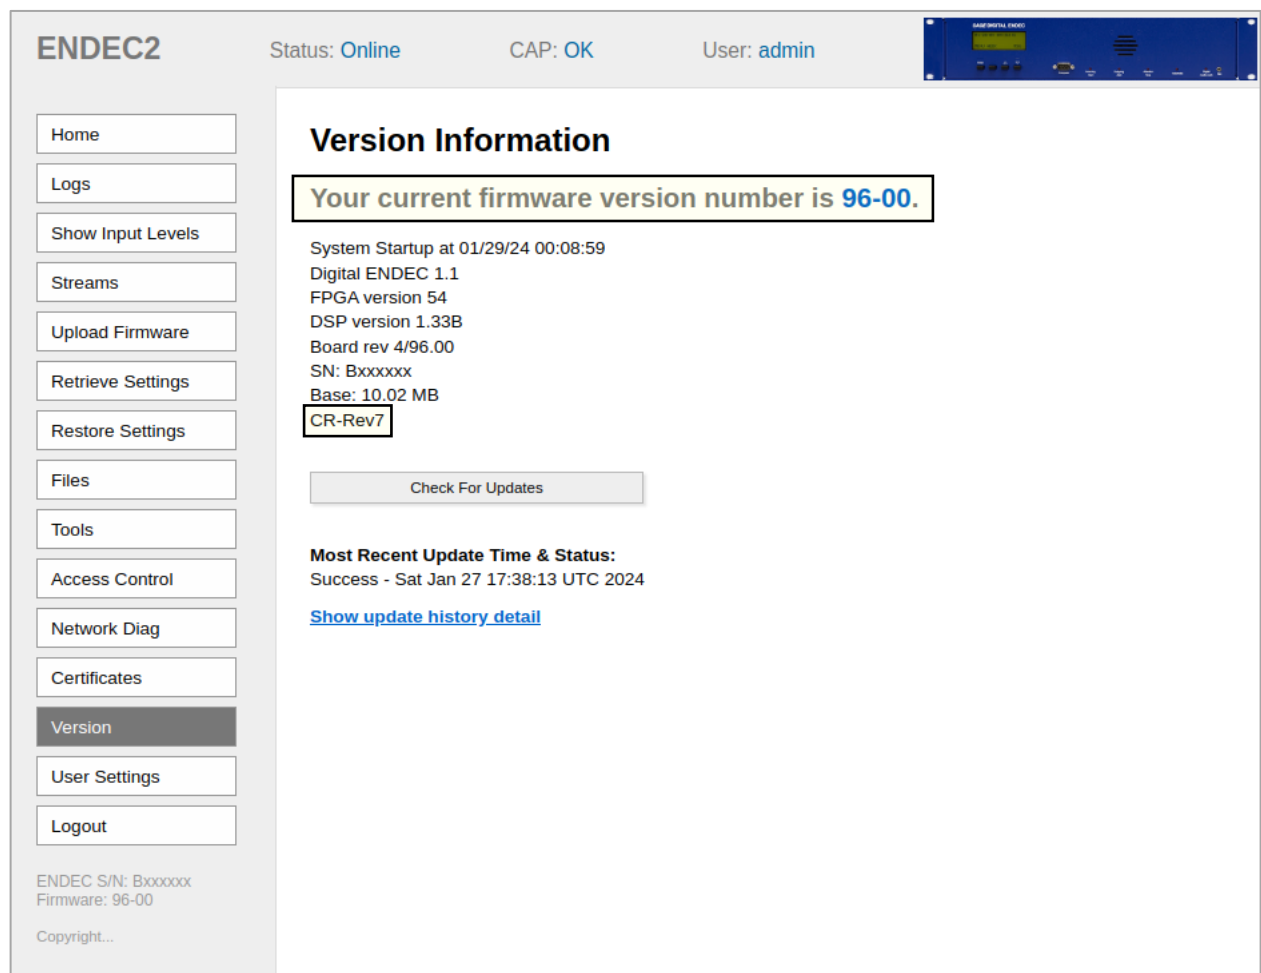 ENDEC2
Status: Online
CAP: OK
User: admin
SAGE DIGITAL ENDEC
Home
Logs
Show Input Levels
Streams
Upload Firmware
Retrieve Settings
Restore Settings
Files
Tools
Access Control
Network Diag
Certificates
Version
User Settings
Logout
ENDEC S/N: Bxxxxxx
Firmware: 96-00
Copyright...
Version Information
Your current firmware version number is 96-00.
System Startup at 01/29/24 00:08:59
Digital ENDEC 1.1
FPGA version 54
DSP version 1.33B
Board rev 4/96.00
SN: Bxxxxxx
Base: 10.02 MB
CR-Rev7
Check For Updates
Most Recent Update Time & Status:
Success - Sat Jan 27 17:38:13 UTC 2024
Show update history detail